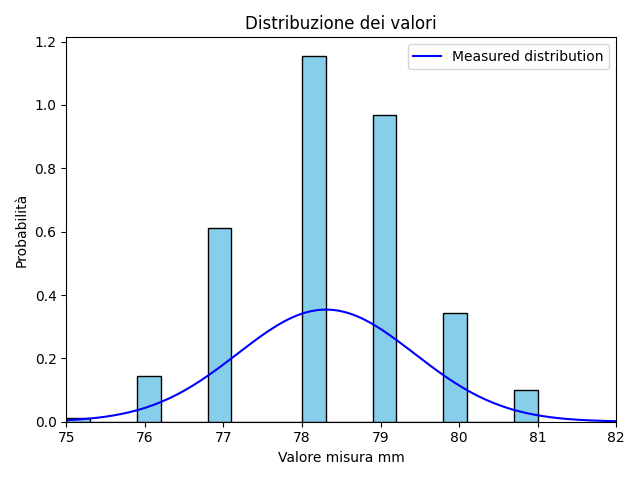 Distribuzione dei valori
Measured distribution
1.2
1.0
0.8
0.6
0.4
0.2
0.0
Probabilità
75 76 77 78 79 80 81 82
Valore misura mm